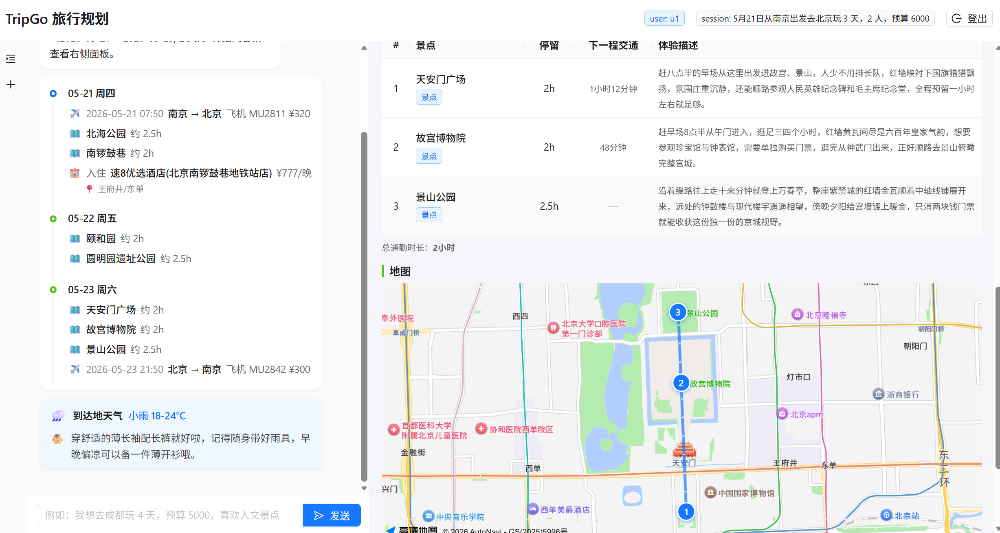 TripGo 旅行规划
user: u1
session: 5月21日从南京出发去北京玩 3 天，2 人，预算 6000
登出
查看右侧面板。
05-21 周四
2026-05-21 07:50 南京 → 北京 飞机 MU2811 ¥320
北海公园 约 2.5h
南锣鼓巷 约 2h
入住 速8优选酒店(北京南锣鼓巷地铁站店) ¥777/晚
王府井/东单
05-22 周五
颐和园 约 2h
圆明园遗址公园 约 2.5h
05-23 周六
天安门广场 约 2h
故宫博物院 约 2h
景山公园 约 2.5h
2026-05-23 21:50 北京 → 南京 飞机 MU2842 ¥300
到达地天气 小雨 18-24°C
穿舒适的薄长袖配长裤就好啦，记得随身带好雨具，早
晚偏凉可以备一件薄开衫哦。
例如：我想去成都玩 4 天，预算 5000，喜欢人文景点
发送
# 景点 停留 下一程交通 体验描述
1
天安门广场
景点
2h
1小时12分钟
赶八点半的早场从这里出发进故宫、景山，人少不用排长队，红墙映衬下国旗猎猎飘
扬，氛围庄重沉静，还能顺路参观人民英雄纪念碑和毛主席纪念堂，全程预留一小时
左右就足够。
2
故宫博物院
景点
2h
48分钟
赶早场8点半从午门进入，逛足三四个小时，红墙黄瓦间尽是六百年皇家气韵，想要
参观珍宝馆与钟表馆，需要单独购买门票，逛完从神武门出来，正好顺路去景山俯瞰
完整宫城。
3
景山公园
景点
2.5h
—
沿着缓路往上走十来分钟就登上万春亭，整座紫禁城的红墙金瓦顺着中轴线铺展开
来，远处的钟鼓楼与现代楼宇遥遥相望，傍晚夕阳给宫墙镀上暖金，只消两块钱门票
就能收获这份独一份的京城视野。
总通勤时长：2小时
地图
阜外医院
西四
3
景山公园
北京隆福寺
北京大学口腔医院
第一门诊部
阜成门桥
朝阳门桥
朝阳门
灯市口
2
故宫博物院
浙商银行
北京apm
首都医科大学
附属北京儿童医院
协和医院西单院区
金融街
天安门
西单
王府井
东单
东二环
兴门
中国国家博物馆
西单美爵酒店
1
中央音乐学院
北京站
高德地图
© 2026 AutoNavi - GS(2025)5996号